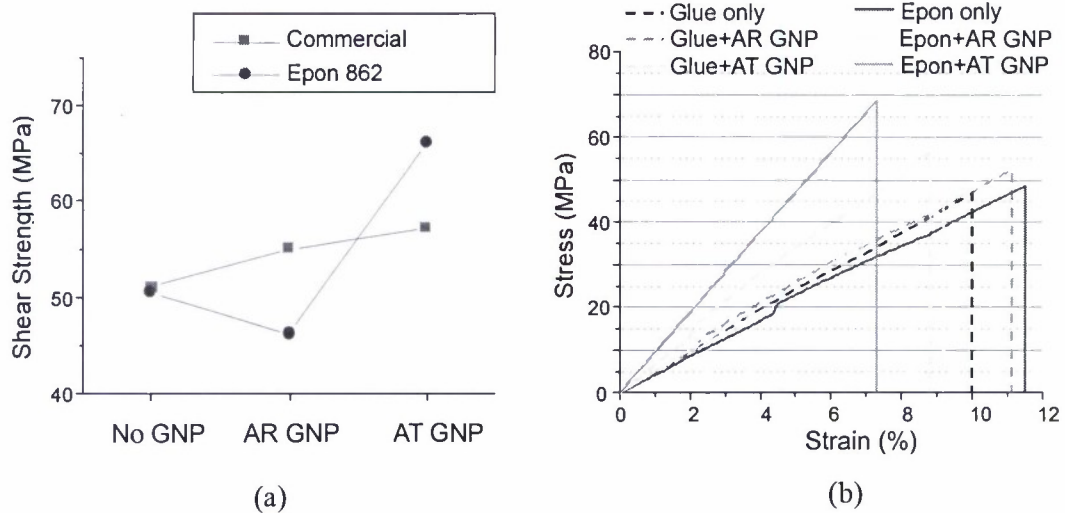 Commercial
Epon 862
Shear Strength (MPa)
70
60
50
40
No GNP AR GNP AT GNP
(a)
Glue only Epon only
Glue+AR GNP Epon+AR GNP
Glue+AT GNP Epon+AT GNP
Stress (MPa)
80
60
40
20
0
0 2 4 6 8 10 12
Strain (%)
(b)